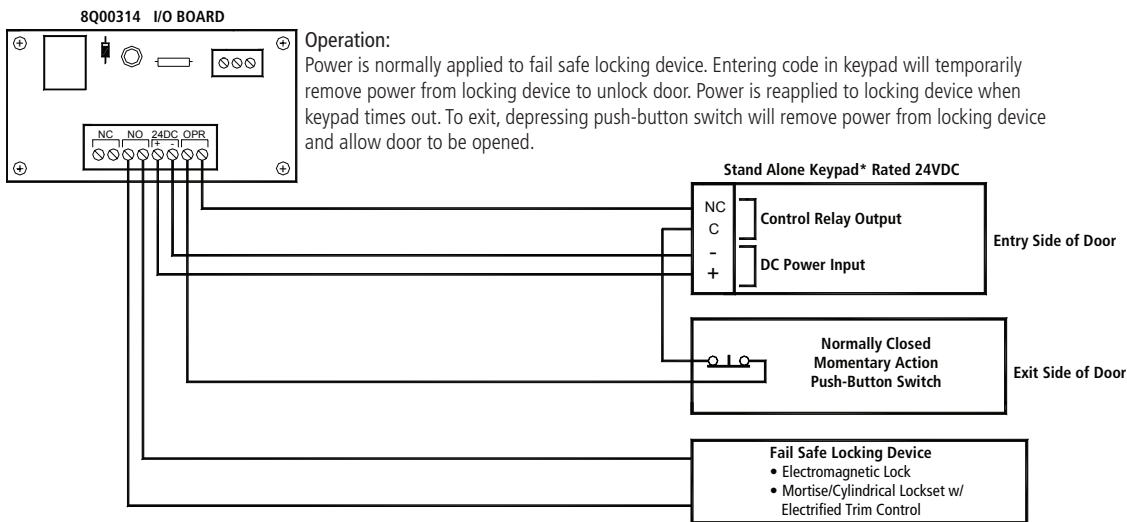 8Q00314 I/O BOARD
Operation:
Power is normally applied to fail safe locking device. Entering code in keypad will temporarily
remove power from locking device to unlock door. Power is reapplied to locking device when
keypad times out. To exit, depressing push-button switch will remove power from locking device
and allow door to be opened.
NC NO 24DC OPR
+ -
Stand Alone Keypad* Rated 24VDC
NC
C
-
+
Control Relay Output
DC Power Input
Entry Side of Door
Normally Closed
Momentary Action
Push-Button Switch
Exit Side of Door
Fail Safe Locking Device
• Electromagnetic Lock
• Mortise/Cylindrical Lockset w/
Electrified Trim Control